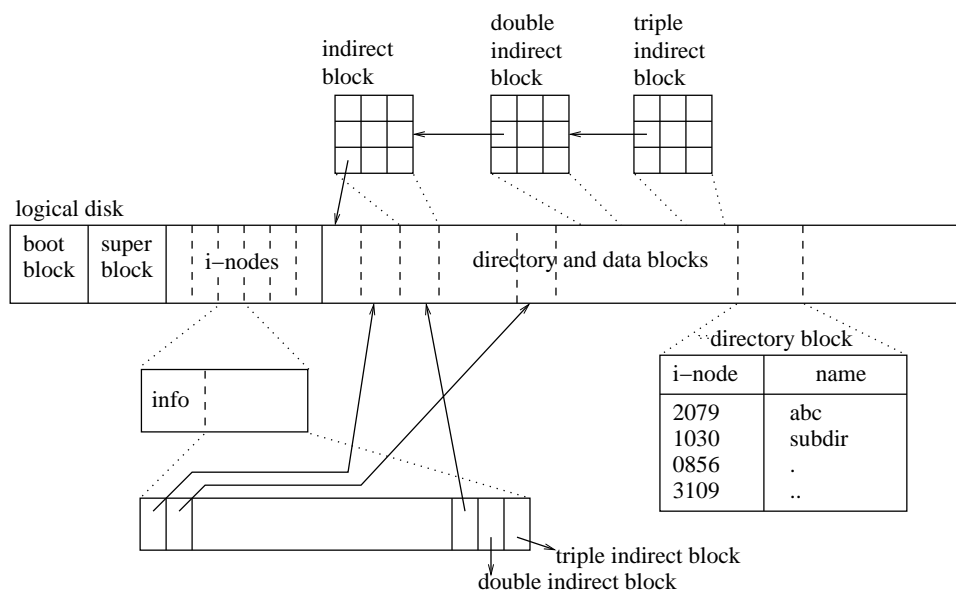 indirect
block
double
indirect
block
triple
indirect
block
logical disk
boot
block
super
block
i−nodes
directory and data blocks
directory block
i−node name
2079 abc
1030 subdir
0856 .
3109 ..
info
triple indirect block
double indirect block